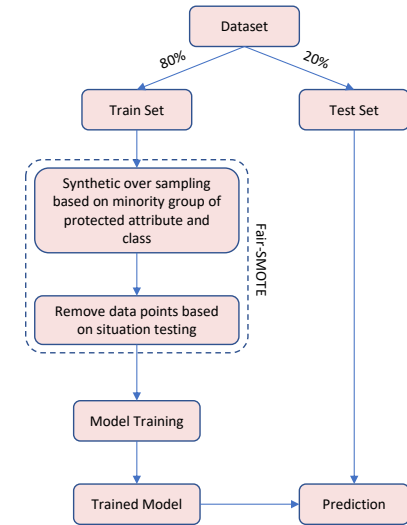 Dataset
80%
20%
Train Set
Test Set
Synthetic over sampling
based on minority group of
protected attribute and
class
Fair-SMOTE
Remove data points based
on situation testing
Model Training
Trained Model
Prediction